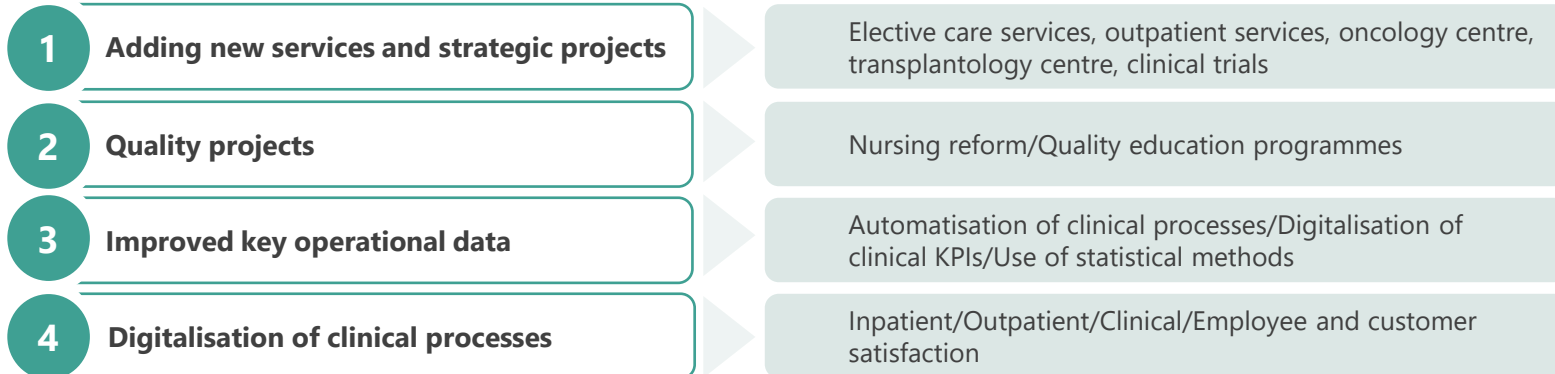 1
Adding new services and strategic projects
Elective care services, outpatient services, oncology centre,
transplantology centre, clinical trials
2
Quality projects
Nursing reform/Quality education programmes
3
Improved key operational data
Automatisation of clinical processes/Digitalisation of
clinical KPIs/Use of statistical methods
4
Digitalisation of clinical processes
Inpatient/Outpatient/Clinical/Employee and customer
satisfaction